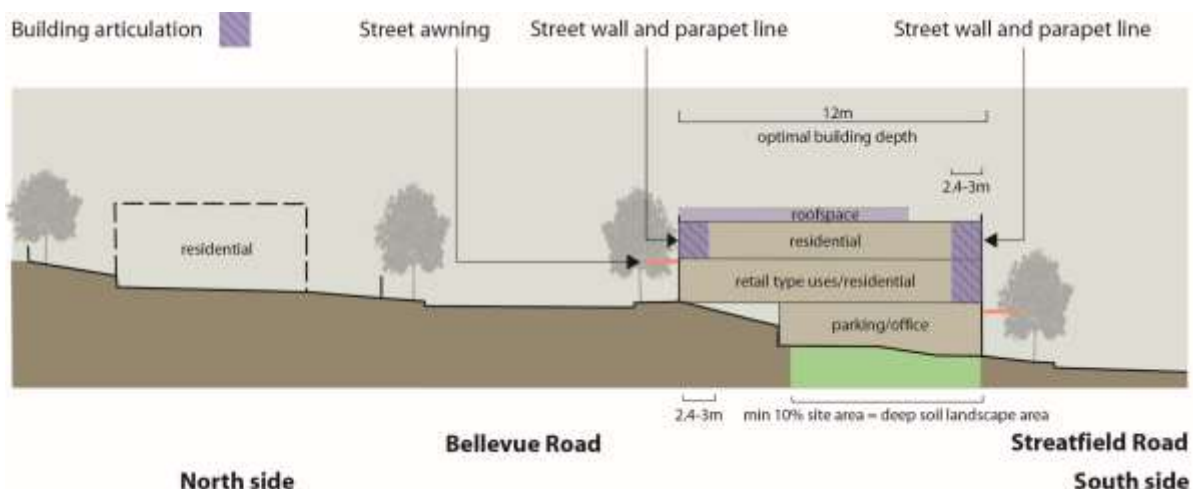 Building articulation
Street awning
Street wall and parapet line
Street wall and parapet line
12m
optimal building depth
2.4-3m
roofspace
residential
residential
retail type uses/residential
parking/office
2.4-3m
min 10% site area = deep soil landscape area
Bellevue Road
Streatfield Road
North side
South side